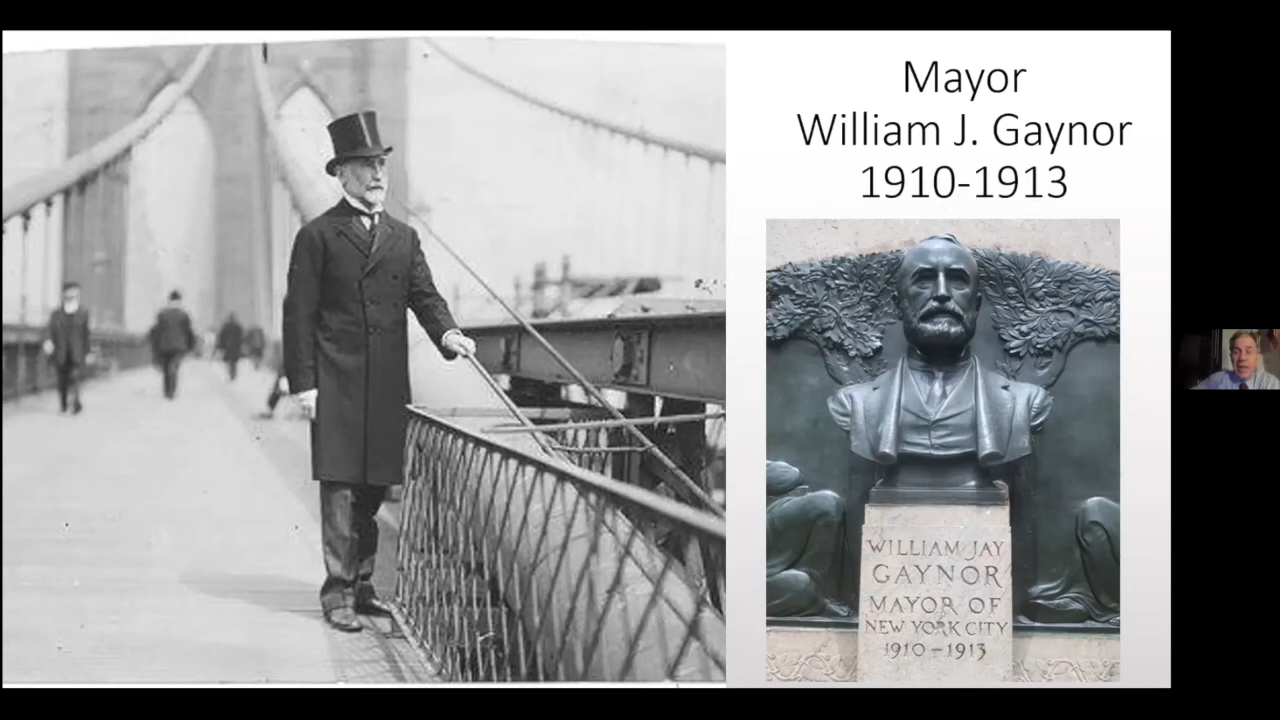 Mayor
William J. Gaynor
1910-1913
WILLIAM JAY
GAYNOR
MAYOR OF
NEW YORK CITY
1910-1913